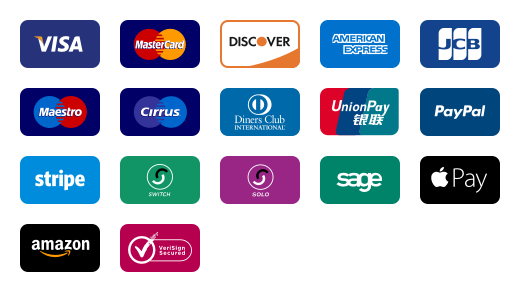 VISA
MasterCard
DISCOVER
AMERICAN
EXPRESS
JCB
Maestro
Cirrus
Diners Club
INTERNATIONAL
UnionPay
银联
PayPal
stripe
SWITCH
SOLO
sage
Pay
amazon
VeriSign
Secured